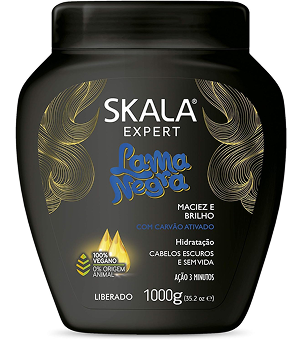 SKALA®
EXPERT
Lama
Negra
MACIEZ E
BRILHO
COM CARVÃO ATIVADO
Hidratação
CABELOS ESCUROS
E SEM VIDA
AÇÃO 3 MINUTOS
100%
VEGANO
0% ORIGEM
ANIMAL
LIBERADO
1000g (35.2 oz ℮)